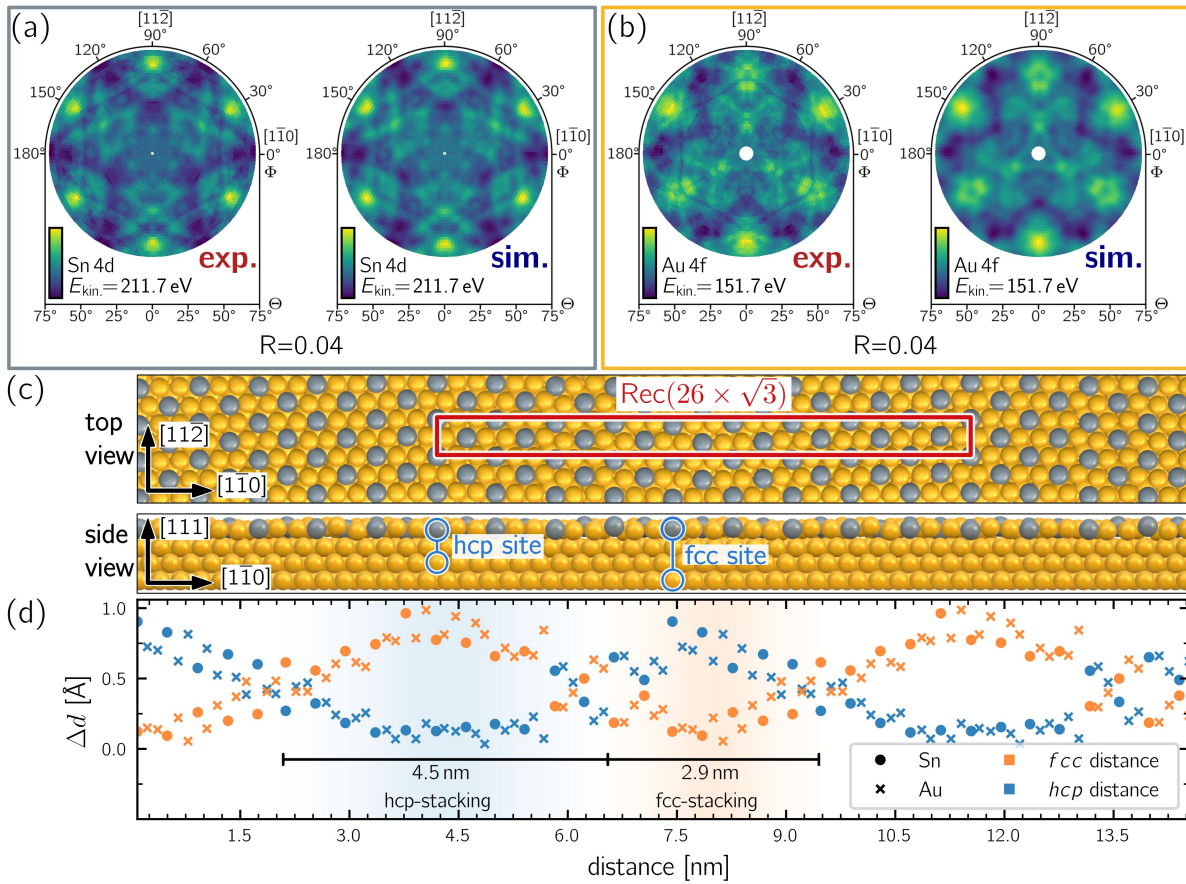 (a)
[112̄]
120°
90°
60°
150°
30°
[11̄0]
180°
0°
Φ
Sn 4d
E_kin.=211.7 eV
exp.
Θ
75° 50° 25° 0° 25° 50° 75°
[112̄]
120°
90°
60°
150°
30°
[11̄0]
180°
0°
Φ
Sn 4d
E_kin.=211.7 eV
sim.
Θ
75° 50° 25° 0° 25° 50° 75°
R=0.04
(b)
[112̄]
120°
90°
60°
150°
30°
[11̄0]
180°
0°
Φ
Au 4f
E_kin.=151.7 eV
exp.
Θ
75° 50° 25° 0° 25° 50° 75°
[112̄]
120°
90°
60°
150°
30°
[11̄0]
180°
0°
Φ
Au 4f
E_kin.=151.7 eV
sim.
Θ
75° 50° 25° 0° 25° 50° 75°
R=0.04
(c)
Rec(26 × √3)
top
view
[112̄]
[11̄0]
side
view
[111]
[11̄0]
hcp site
fcc site
(d)
Δd [Å]
1.0
0.5
0.0
4.5 nm
hcp-stacking
2.9 nm
fcc-stacking
Sn
Au
fcc distance
hcp distance
1.5 3.0 4.5 6.0 7.5 9.0 10.5 12.0 13.5
distance [nm]